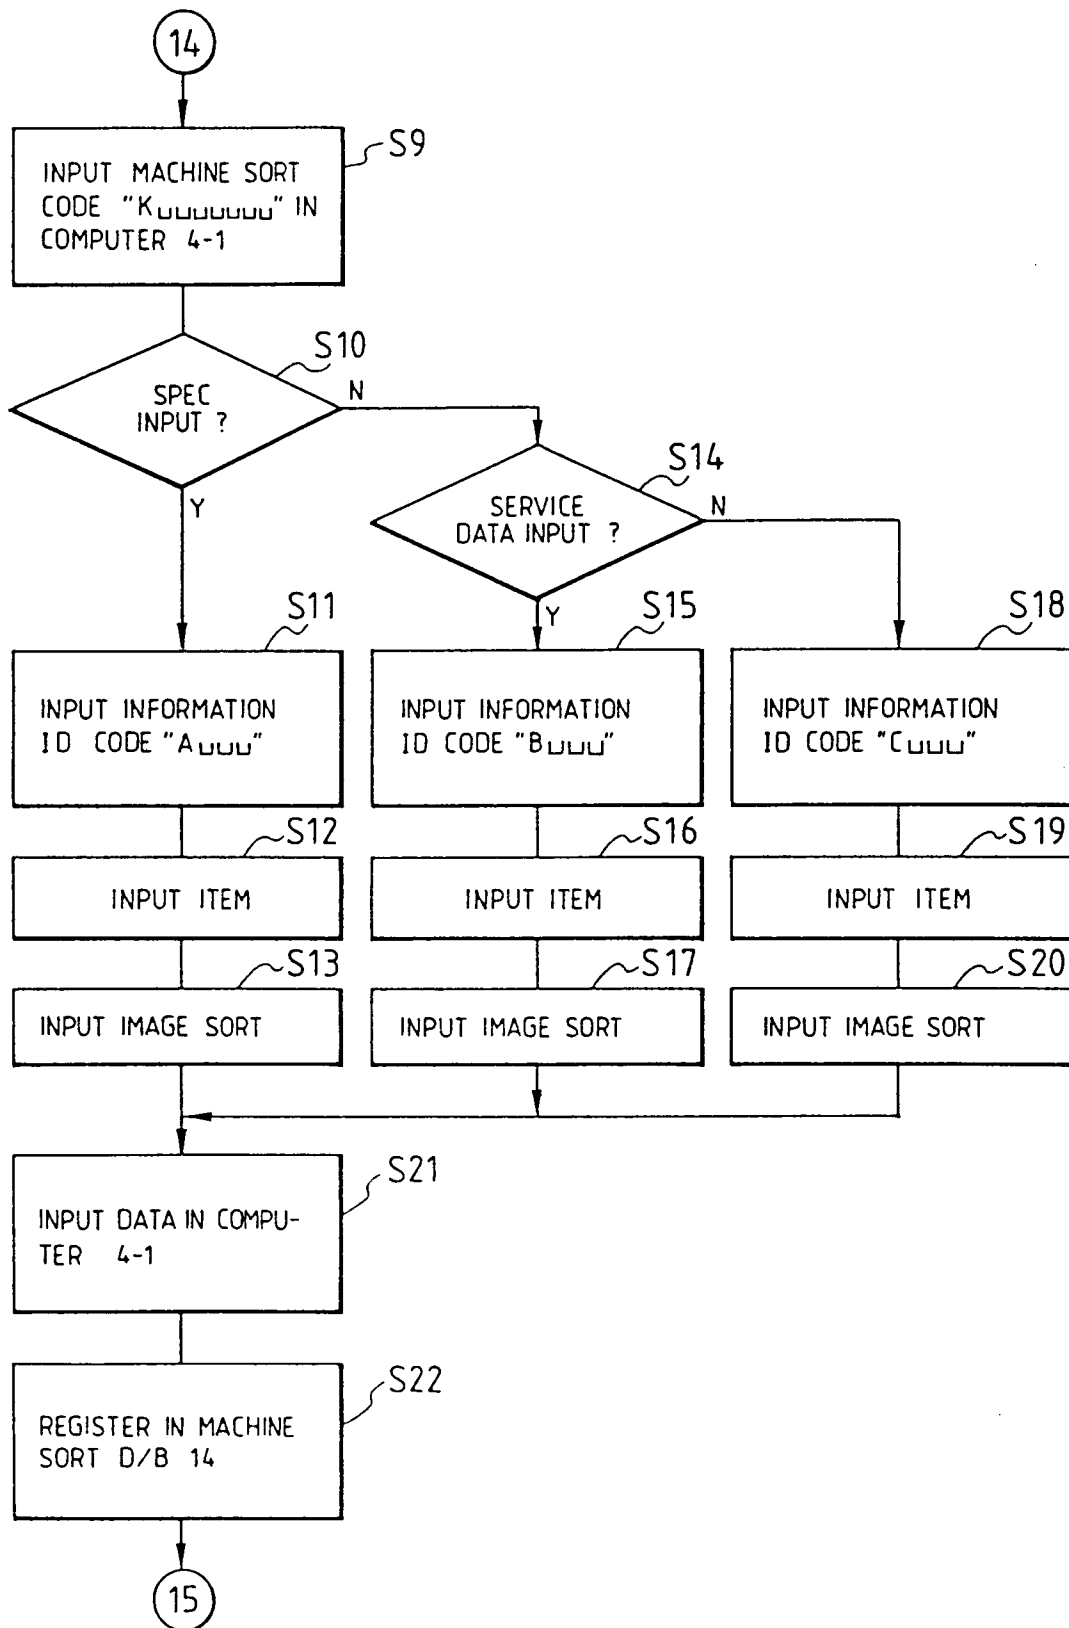 14
S9
INPUT MACHINE SORT
CODE "K␣␣␣␣␣␣␣" IN
COMPUTER 4-1
S10
SPEC
INPUT ?
N
Y
S14
SERVICE
DATA INPUT ?
N
Y
S11
INPUT INFORMATION
ID CODE "A␣␣␣"
S15
INPUT INFORMATION
ID CODE "B␣␣␣"
S18
INPUT INFORMATION
ID CODE "C␣␣␣"
S12
INPUT ITEM
S16
INPUT ITEM
S19
INPUT ITEM
S13
INPUT IMAGE SORT
S17
INPUT IMAGE SORT
S20
INPUT IMAGE SORT
S21
INPUT DATA IN COMPU-
TER 4-1
S22
REGISTER IN MACHINE
SORT D/B 14
15